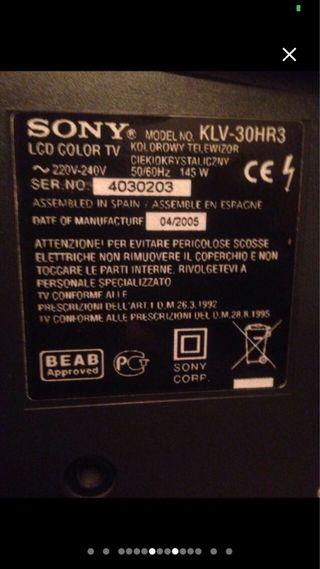 SONY® MODEL NO. KLV-30HR3
LCD COLOR TV KOLOROWY TELEWIZOR
CIEKŁOKRYSTALICZNY
~ 220V-240V 50/60Hz 145 W
SER.NO. 4030203
CE
ASSEMBLED IN SPAIN / ASSEMBLE EN ESPAGNE
DATE OF MANUFACTURE 04/2005
ATTENZIONE! PER EVITARE PERICOLOSE SCOSSE
ELETTRICHE NON RIMUOVERE IL COPERCHIO E NON
TOGGARE LE PARTI INTERNE. RIVOLGETEVI A
PERSONALE SPECIALIZZATO
TV CONFORME ALLE
PRESCRIZIONI DELL'ART.1 D.M 26.3.1992
TV CONFORME ALLE PRESCRIZIONI DEL D.M.28.8.1995
BEAB
Approved
SONY
CORP.